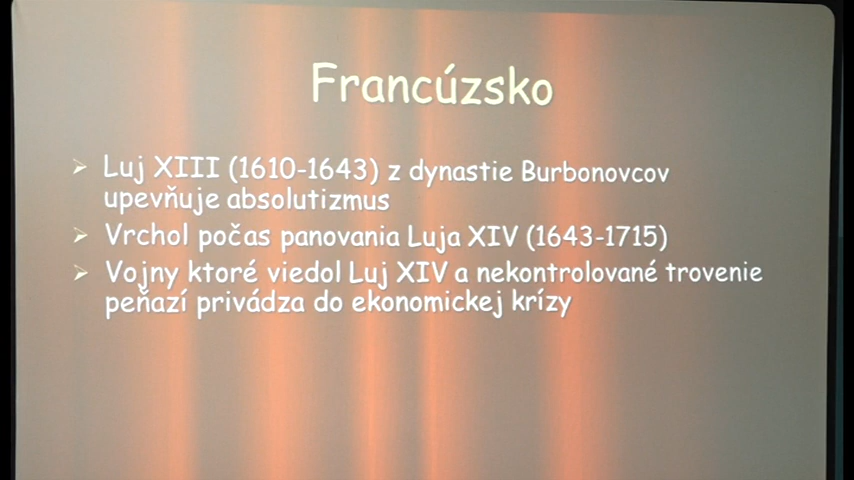 Francúzsko
Luj XIII (1610-1643) z dynastie Burbonovcov
upevňuje absolutizmus
Vrchol počas panovania Luja XIV (1643-1715)
Vojny ktoré viedol Luj XIV a nekontrolované trovenie
peňazí privádza do ekonomickej krízy